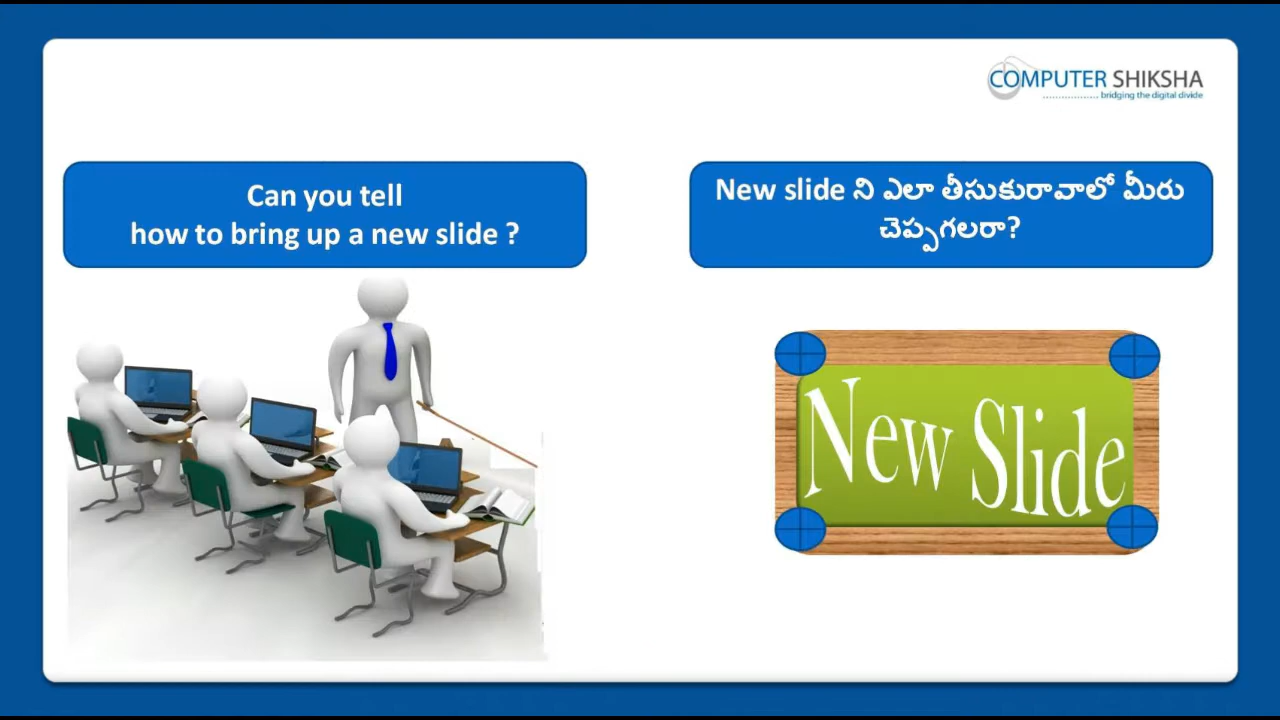 COMPUTER SHIKSHA
bridging the digital divide
Can you tell
how to bring up a new slide ?
New slide ని ఎలా తీసుకురావాలో మీరు
చెప్పగలరా?
New Slide